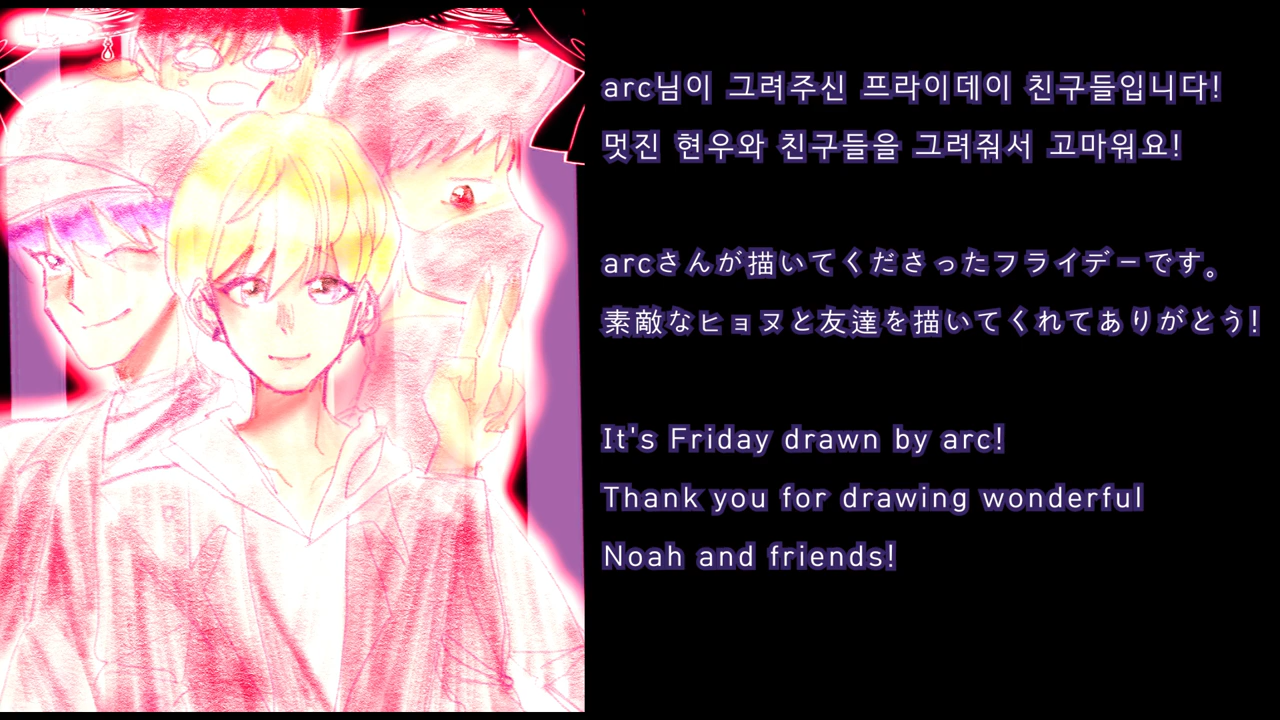 arc님이 그려주신 프라이데이 친구들입니다!
멋진 현우와 친구들을 그려줘서 고마워요!
arcさんが描いてくださったフライデーです。
素敵なヒョヌと友達を描いてくれてありがとう!
It's Friday drawn by arc!
Thank you for drawing wonderful
Noah and friends!